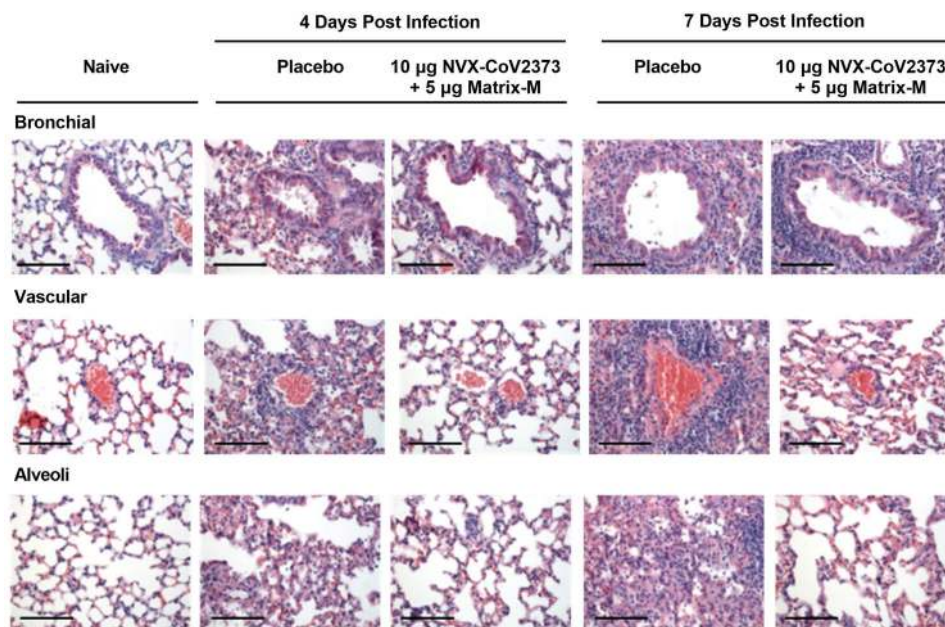 4 Days Post Infection
7 Days Post Infection
Naive
Placebo
10 µg NVX-CoV2373
+ 5 µg Matrix-M
Placebo
10 µg NVX-CoV2373
+ 5 µg Matrix-M
Bronchial
Vascular
Alveoli